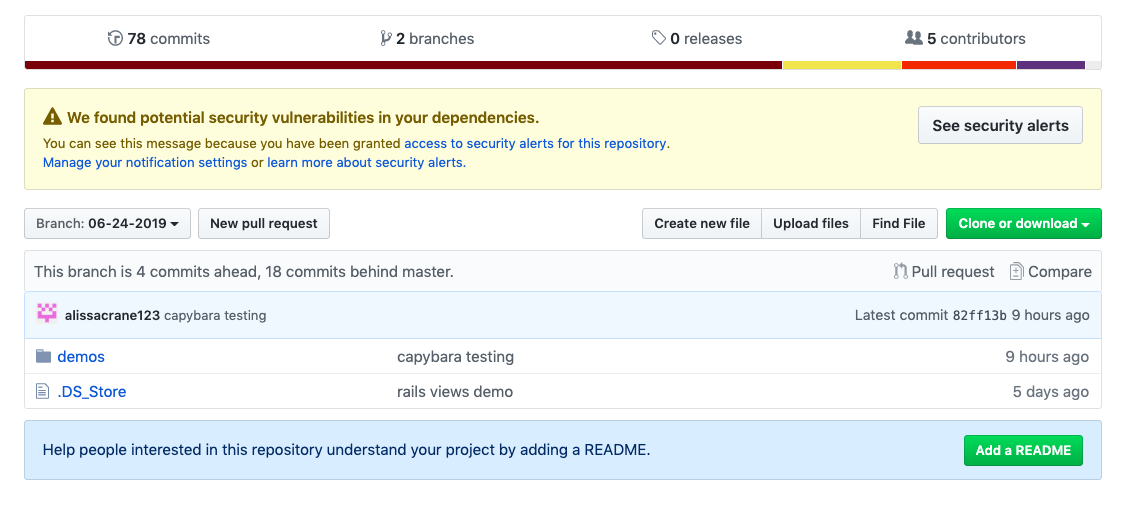 78 commits
2 branches
0 releases
5 contributors
We found potential security vulnerabilities in your dependencies.
You can see this message because you have been granted access to security alerts for this repository.
Manage your notification settings or learn more about security alerts.
See security alerts
Branch: 06-24-2019
New pull request
Create new file
Upload files
Find File
Clone or download
This branch is 4 commits ahead, 18 commits behind master.
Pull request
Compare
alissacrane123 capybara testing
Latest commit 82ff13b 9 hours ago
demos
capybara testing
9 hours ago
.DS_Store
rails views demo
5 days ago
Help people interested in this repository understand your project by adding a README.
Add a README